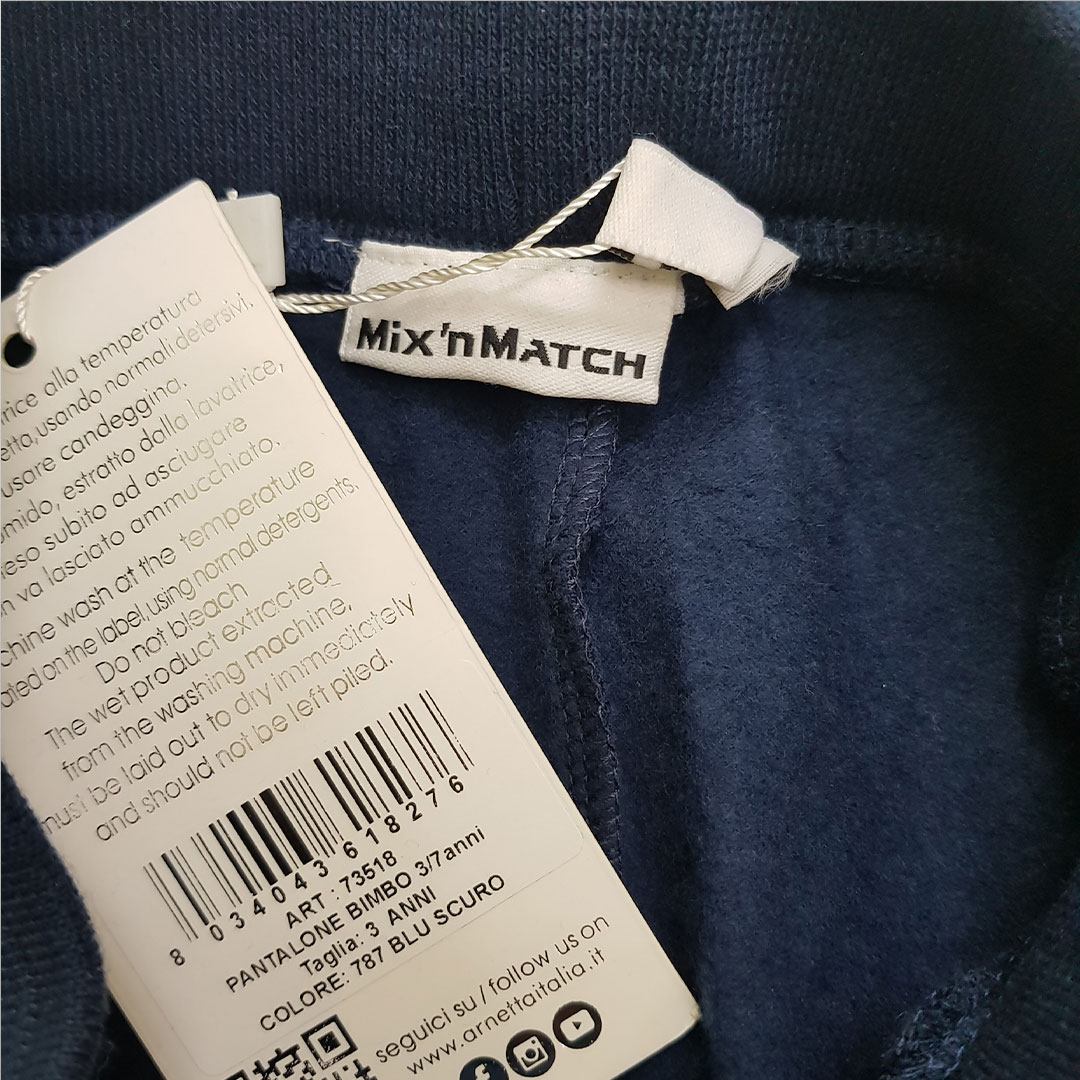 Mix'nMATCH
rice alla temperatura
etta,usando normali detersivi,
usare candeggina.
mido, estratto dalla lavatrice,
eso subito ad asciugare
n va lasciato ammucchiato.
chine wash at the temperature
ated on the label, using normal detergents.
Do not bleach
The wet product extracted
from the washing machine,
must be laid out to dry immediately
and should not be left piled.
8 034043 618276
ART : 73518
PANTALONE BIMBO 3/7anni
Taglia: 3 ANNI
COLORE: 787 BLU SCURO
seguici su / follow us on
www.arnettaitalia.it